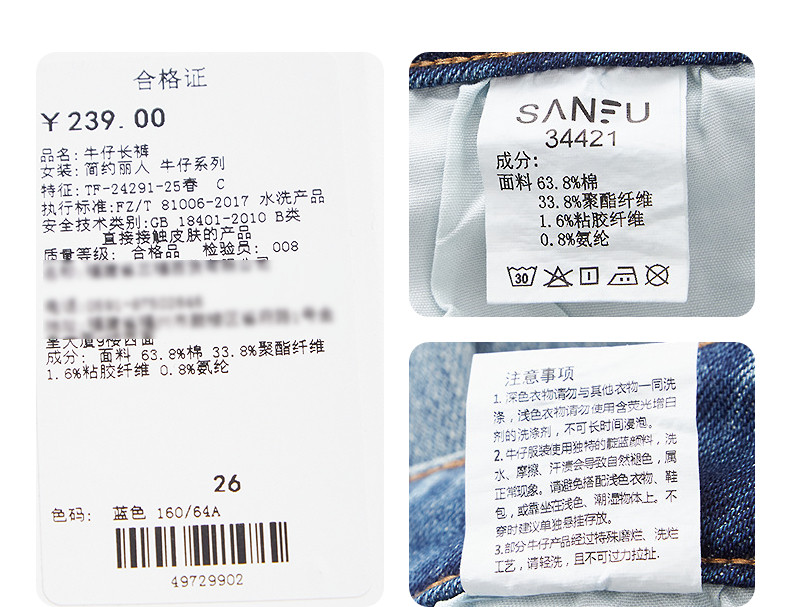 合格证
￥239.00
品名: 牛仔长裤
女装: 简约丽人 牛仔系列
特征: TF-24291-25春 C
执行标准:FZ/T 81006-2017 水洗产品
安全技术类别:GB 18401-2010 B类
直接接触皮肤的产品
质量等级: 合格品 检验员: 008
大厦9楼西面
成分: 面料 63.8%棉 33.8%聚酯纤维
1.6%粘胶纤维 0.8%氨纶
26
色码: 蓝色 160/64A
49729902
SANFU
34421
成分:
面料 63.8%棉
33.8%聚酯纤维
1.6%粘胶纤维
0.8%氨纶
30
注意事项
1. 深色衣物请勿与其他衣物一同洗
涤，浅色衣物请勿使用含荧光增白
剂的洗涤剂，不可长时间浸泡。
2. 牛仔服装使用独特的靛蓝颜料，洗
水、摩擦、汗渍会导致自然褪色，属
正常现象。请避免搭配浅色衣物、鞋
包，或靠坐在浅色、潮湿物体上。不
穿时建议单独悬挂存放。
3. 部分牛仔产品经过特殊磨烂、洗烂
工艺，请轻洗，且不可过力拉扯.